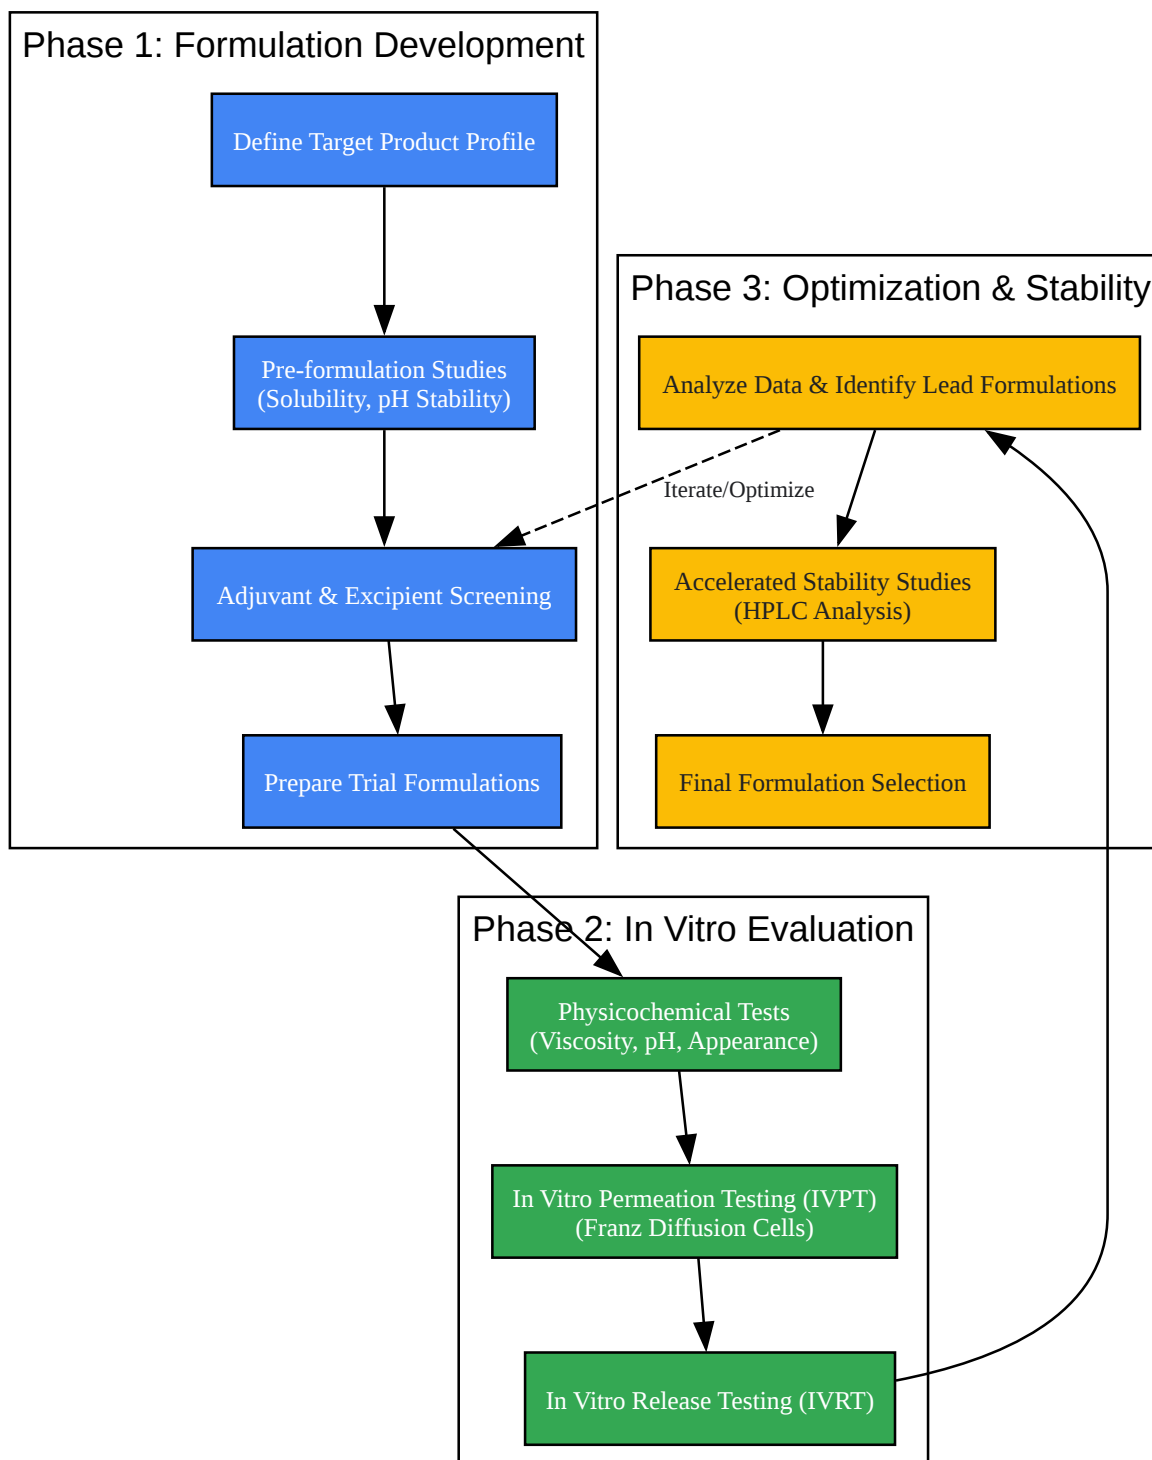 Phase 1: Formulation Development
Define Target Product Profile
Pre-formulation Studies
(Solubility, pH Stability)
Adjuvant & Excipient Screening
Prepare Trial Formulations
Phase 3: Optimization & Stability
Analyze Data & Identify Lead Formulations
Iterate/Optimize
Accelerated Stability Studies
(HPLC Analysis)
Final Formulation Selection
Phase 2: In Vitro Evaluation
Physicochemical Tests
(Viscosity, pH, Appearance)
In Vitro Permeation Testing (IVPT)
(Franz Diffusion Cells)
In Vitro Release Testing (IVRT)